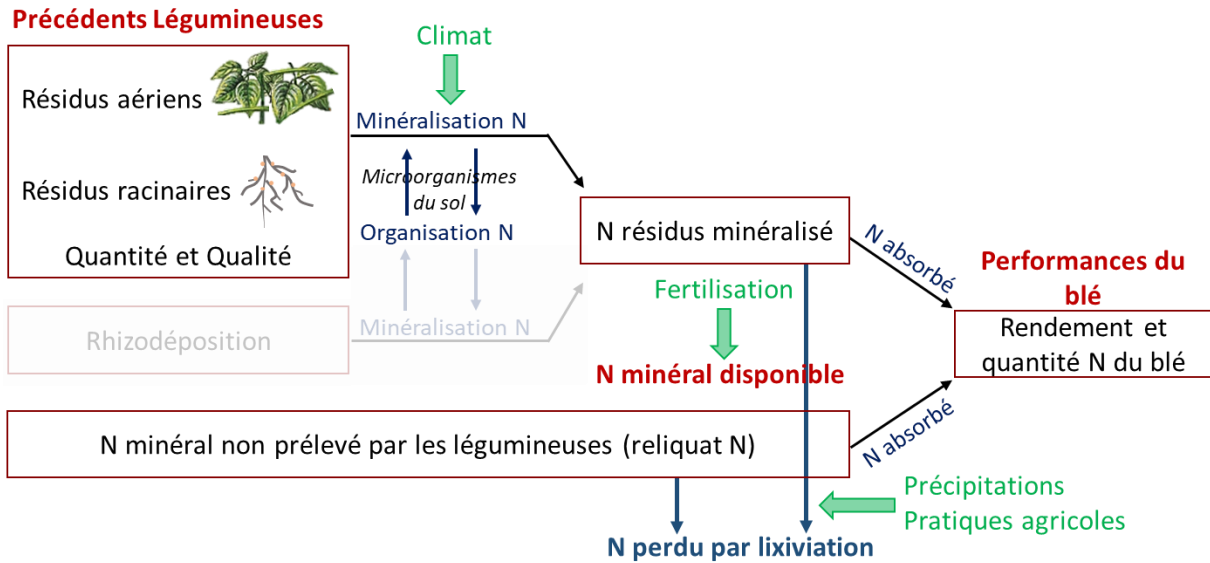 Précédents Légumineuses
Climat
Résidus aériens
Minéralisation N
Résidus racinaires
Microorganismes
du sol
Organisation N
Quantité et Qualité
N résidus minéralisé
N absorbé
Performances du
blé
Fertilisation
Rendement et
quantité N du blé
Rhizodéposition
Minéralisation N
N minéral disponible
N absorbé
N minéral non prélevé par les légumineuses (reliquat N)
Précipitations
Pratiques agricoles
N perdu par lixiviation